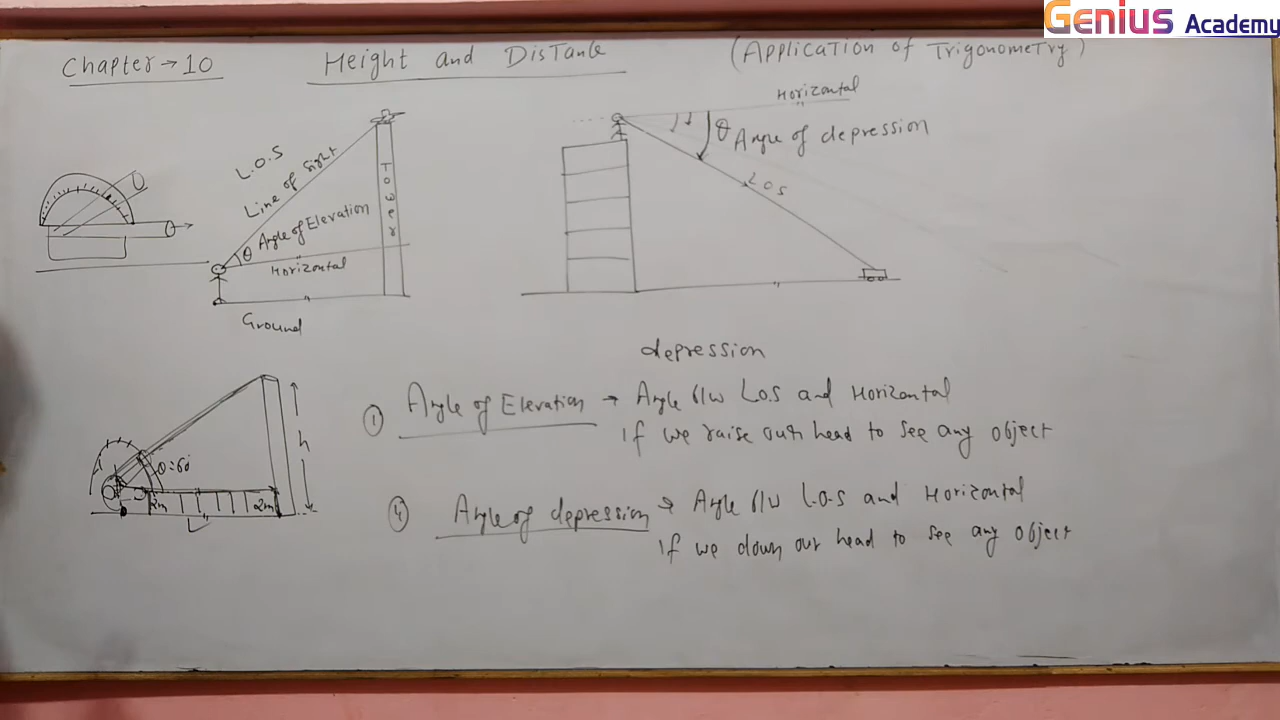 Genius Academy
Chapter → 10
Height and Distance
(Application of Trigonometry)
Horizontal
θ Angle of depression
L.O.S
L.O.S
Line of sight
Tower
θ
θ Angle of Elevation
Horizontal
Ground
depression
① Angle of Elevation → Angle b/w L.O.S and Horizontal
If we raise our head to see any object
h
θ = 60
2m
2m
Angle of depression → Angle b/w L.O.S and Horizontal
If we down our head to see any object